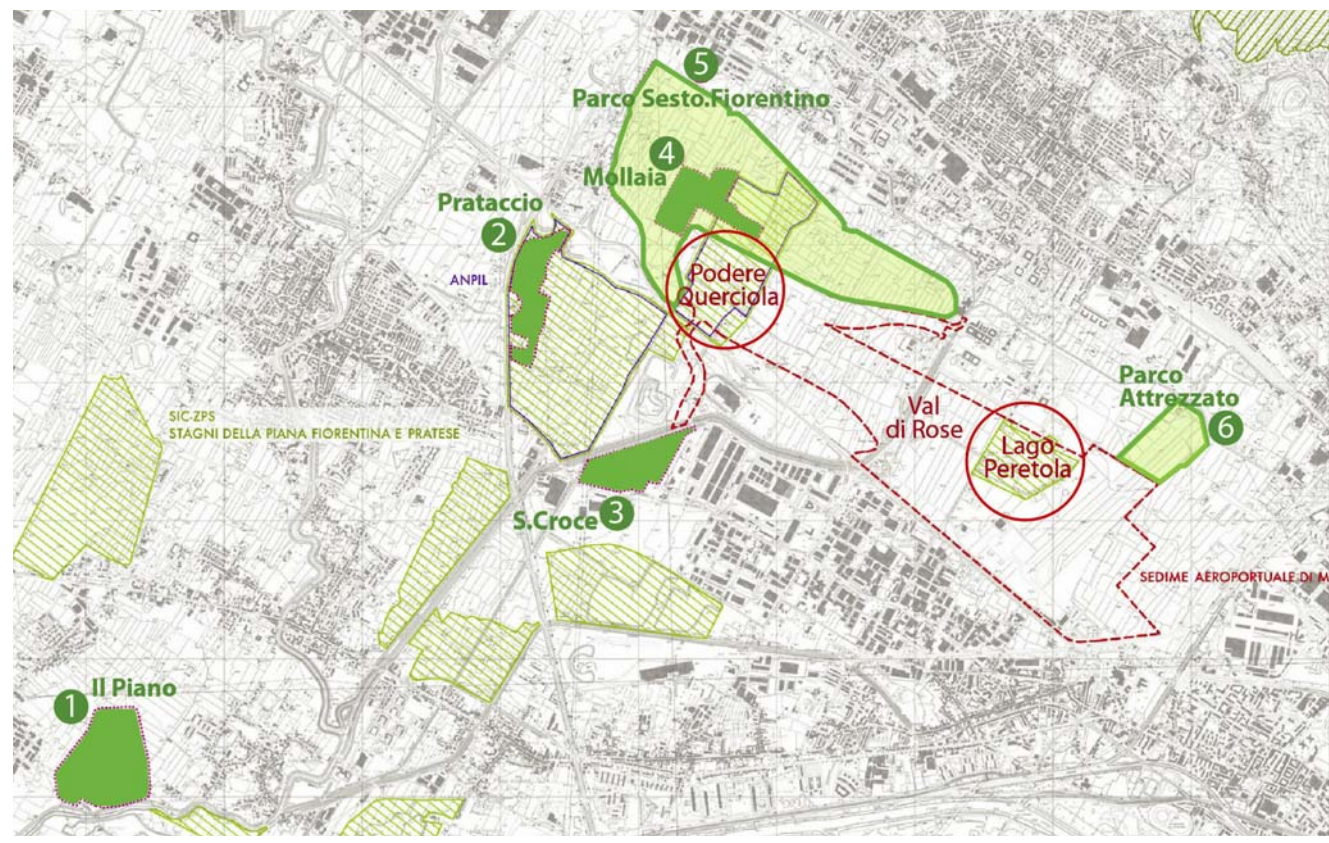 5
Parco Sesto.Fiorentino
4
Mollaia
Prataccio
2
ANPIL
Podere
Querciola
Parco
Attrezzato
6
Val
di Rose
SIC-ZPS
STAGNI DELLA PIANA FIORENTINA E PRATESE
Lago
Peretola
S.Croce 3
SEDIME AEROPORTUALE DI M
1 Il Piano